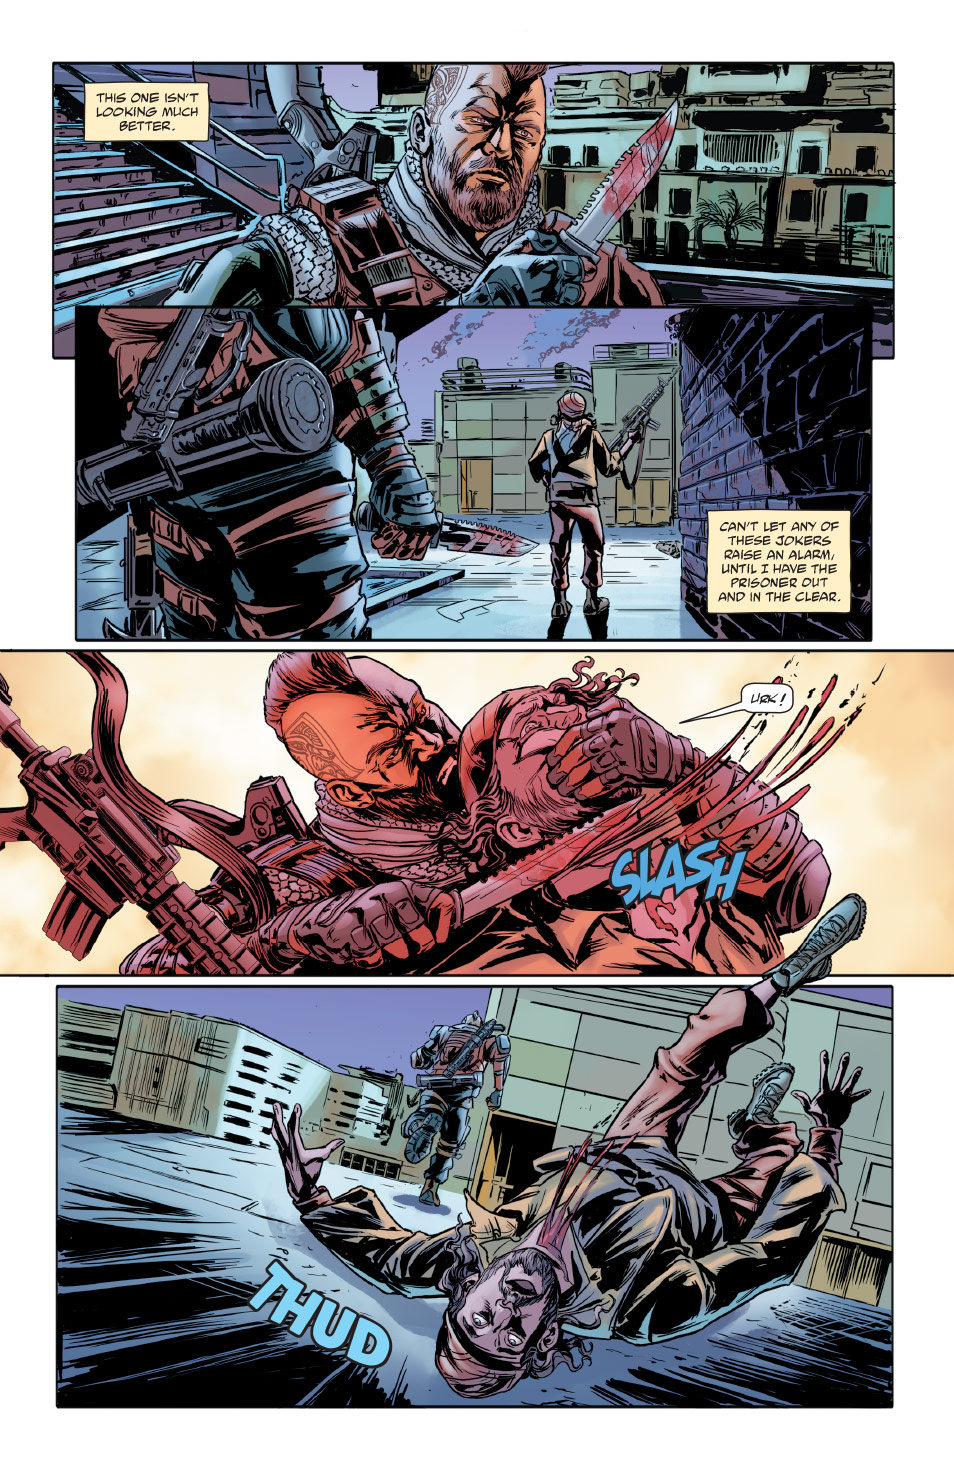 THIS ONE ISN'T
LOOKING MUCH
BETTER.
CAN'T LET ANY OF
THESE JOKERS
RAISE AN ALARM,
UNTIL I HAVE THE
PRISONER OUT
AND IN THE CLEAR.
URK!
SLASH
THUD